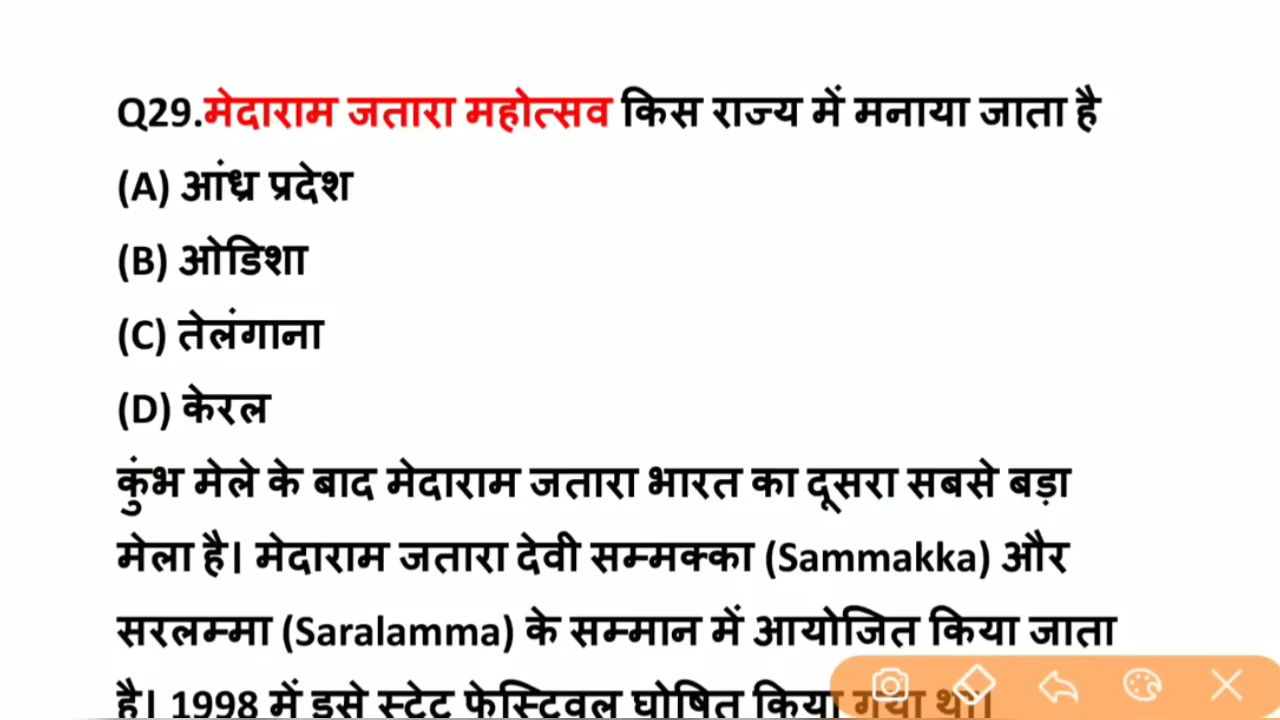 Q29.मेदाराम जतारा महोत्सव किस राज्य में मनाया जाता है
(A) आंध्र प्रदेश
(B) ओडिशा
(C) तेलंगाना
(D) केरल
कुंभ मेले के बाद मेदाराम जतारा भारत का दूसरा सबसे बड़ा
मेला है। मेदाराम जतारा देवी सम्मक्का (Sammakka) और
सरलम्मा (Saralamma) के सम्मान में आयोजित किया जाता
है। 1998 में इसे स्टेट फेस्टिवल घोषित किया गया था।